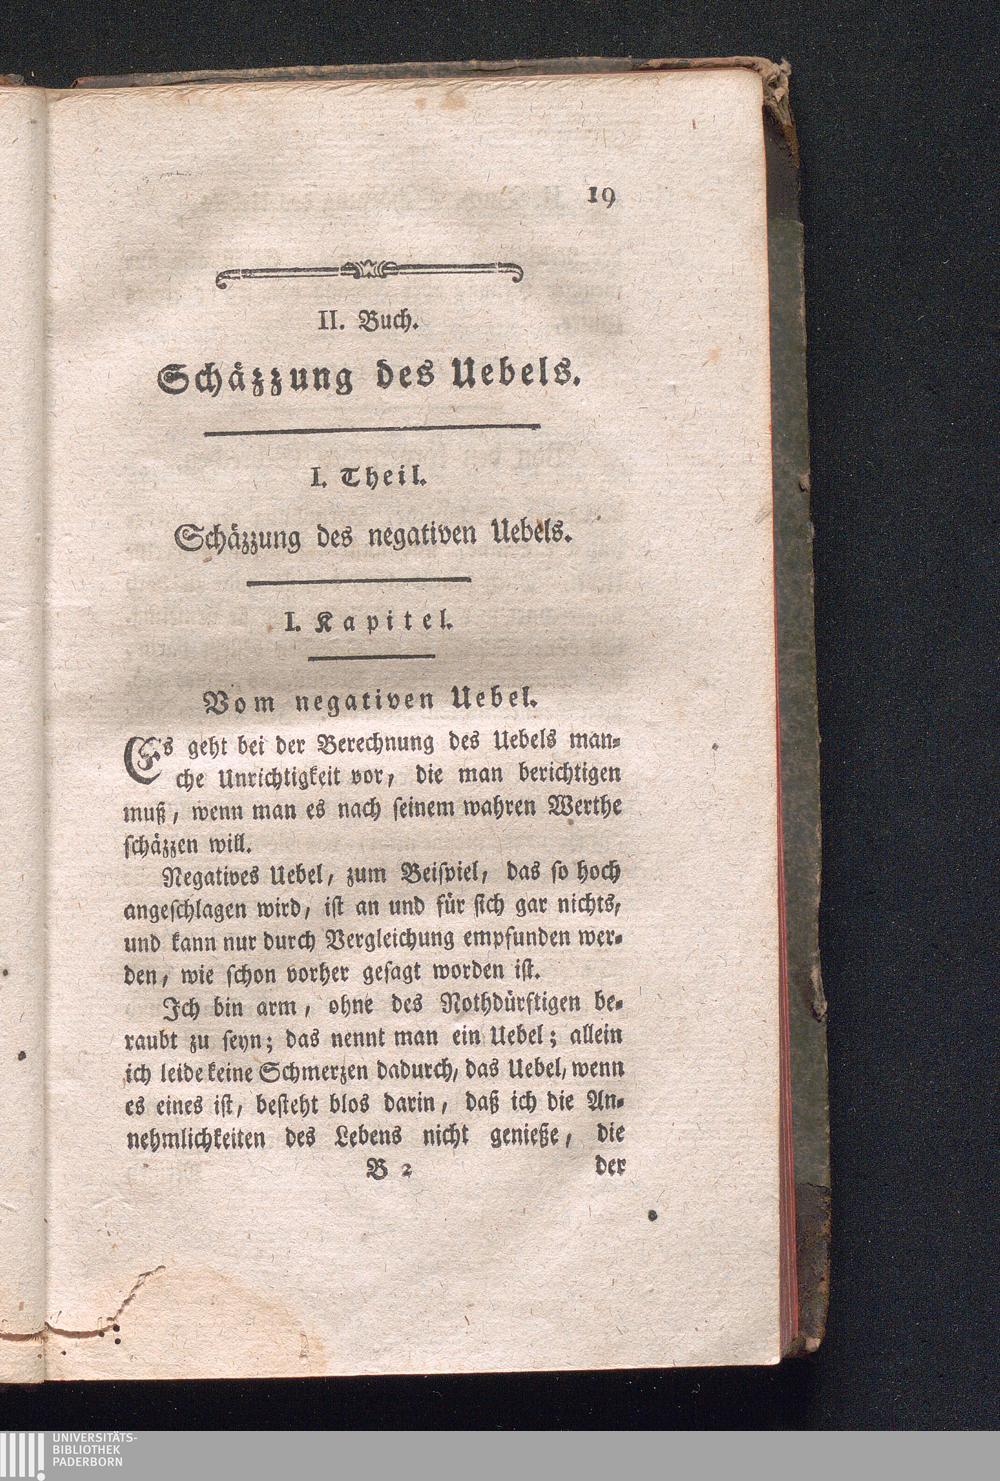 19
II. Buch.
Schäzzung des Uebels.
I. Theil.
Schäzzung des negativen Uebels.
I. Kapitel.
Vom negativen Uebel.
Es geht bei der Berechnung des Uebels man-
che Unrichtigkeit vor, die man berichtigen
muß, wenn man es nach seinem wahren Werthe
schäzzen will.
Negatives Uebel, zum Beispiel, das so hoch
angeschlagen wird, ist an und für sich gar nichts,
und kann nur durch Vergleichung empfunden wer-
den, wie schon vorher gesagt worden ist.
Ich bin arm, ohne des Nothdürftigen be-
raubt zu seyn; das nennt man ein Uebel; allein
ich leide keine Schmerzen dadurch, das Uebel, wenn
es eines ist, besteht blos darin, daß ich die An-
nehmlichkeiten des Lebens nicht genieße, die
B 2 der
UNIVERSITÄTS-
BIBLIOTHEK
PADERBORN